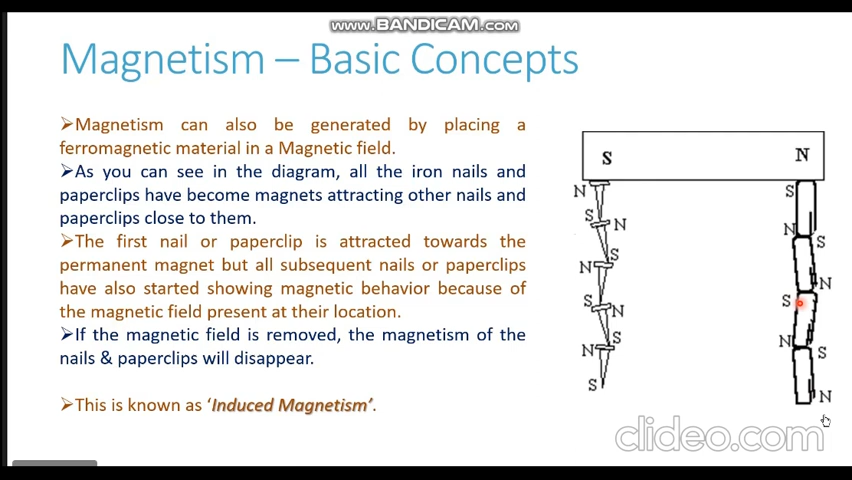 www.BANDICAM.com
Magnetism – Basic Concepts
➢Magnetism can also be generated by placing a
ferromagnetic material in a Magnetic field.
➢As you can see in the diagram, all the iron nails and
paperclips have become magnets attracting other nails and
paperclips close to them.
➢The first nail or paperclip is attracted towards the
permanent magnet but all subsequent nails or paperclips
have also started showing magnetic behavior because of
the magnetic field present at their location.
➢If the magnetic field is removed, the magnetism of the
nails & paperclips will disappear.
➢This is known as ‘Induced Magnetism’.
S N
N
S N
S
N
S N
S
N
S
S
N S
N
S
N S
N
clideo.com